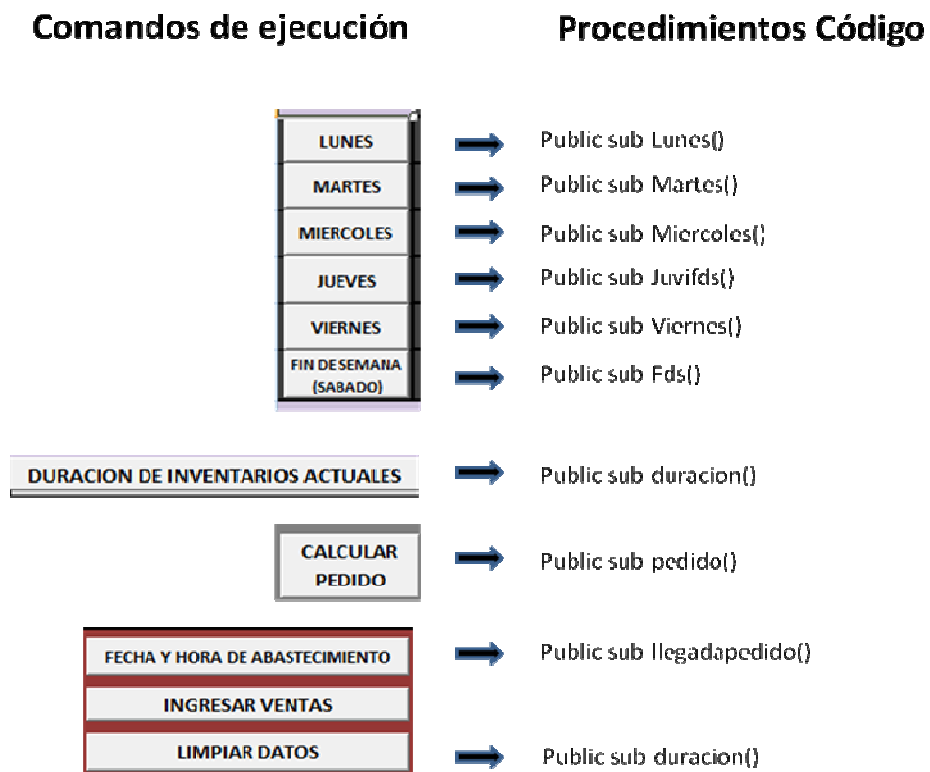 Comandos de ejecución Procedimientos Código
LUNES Public sub Lunes()
MARTES Public sub Martes()
MIERCOLES Public sub Miercoles()
JUEVES Public sub Juvifds()
VIERNES Public sub Viernes()
FIN DE SEMANA
(SABADO) Public sub Fds()
DURACION DE INVENTARIOS ACTUALES Public sub duracion()
CALCULAR
PEDIDO Public sub pedido()
FECHA Y HORA DE ABASTECIMIENTO Public sub llegadapedido()
INGRESAR VENTAS
LIMPIAR DATOS Public sub duracion()